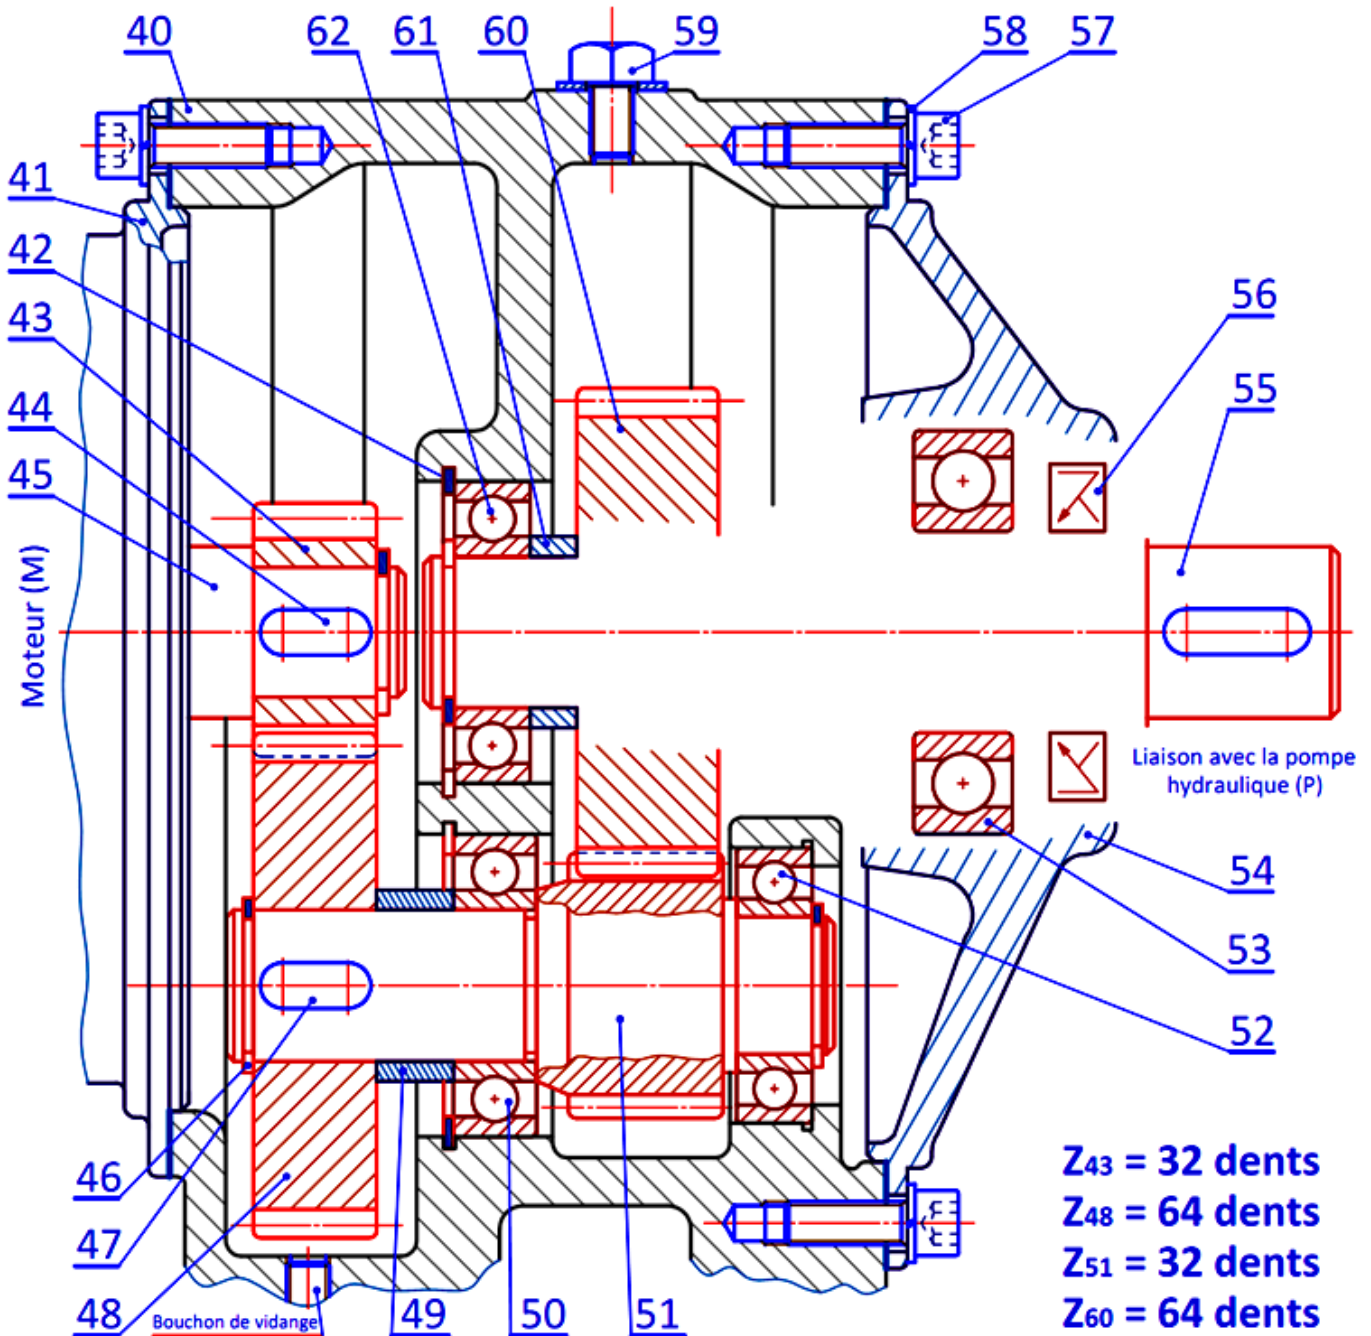 40
62
61
60
59
58
57
41
42
43
44
45
56
55
Moteur (M)
Liaison avec la pompe
hydraulique (P)
54
53
52
46
47
48
Bouchon de vidange
49
50
51
Z43 = 32 dents
Z48 = 64 dents
Z51 = 32 dents
Z60 = 64 dents